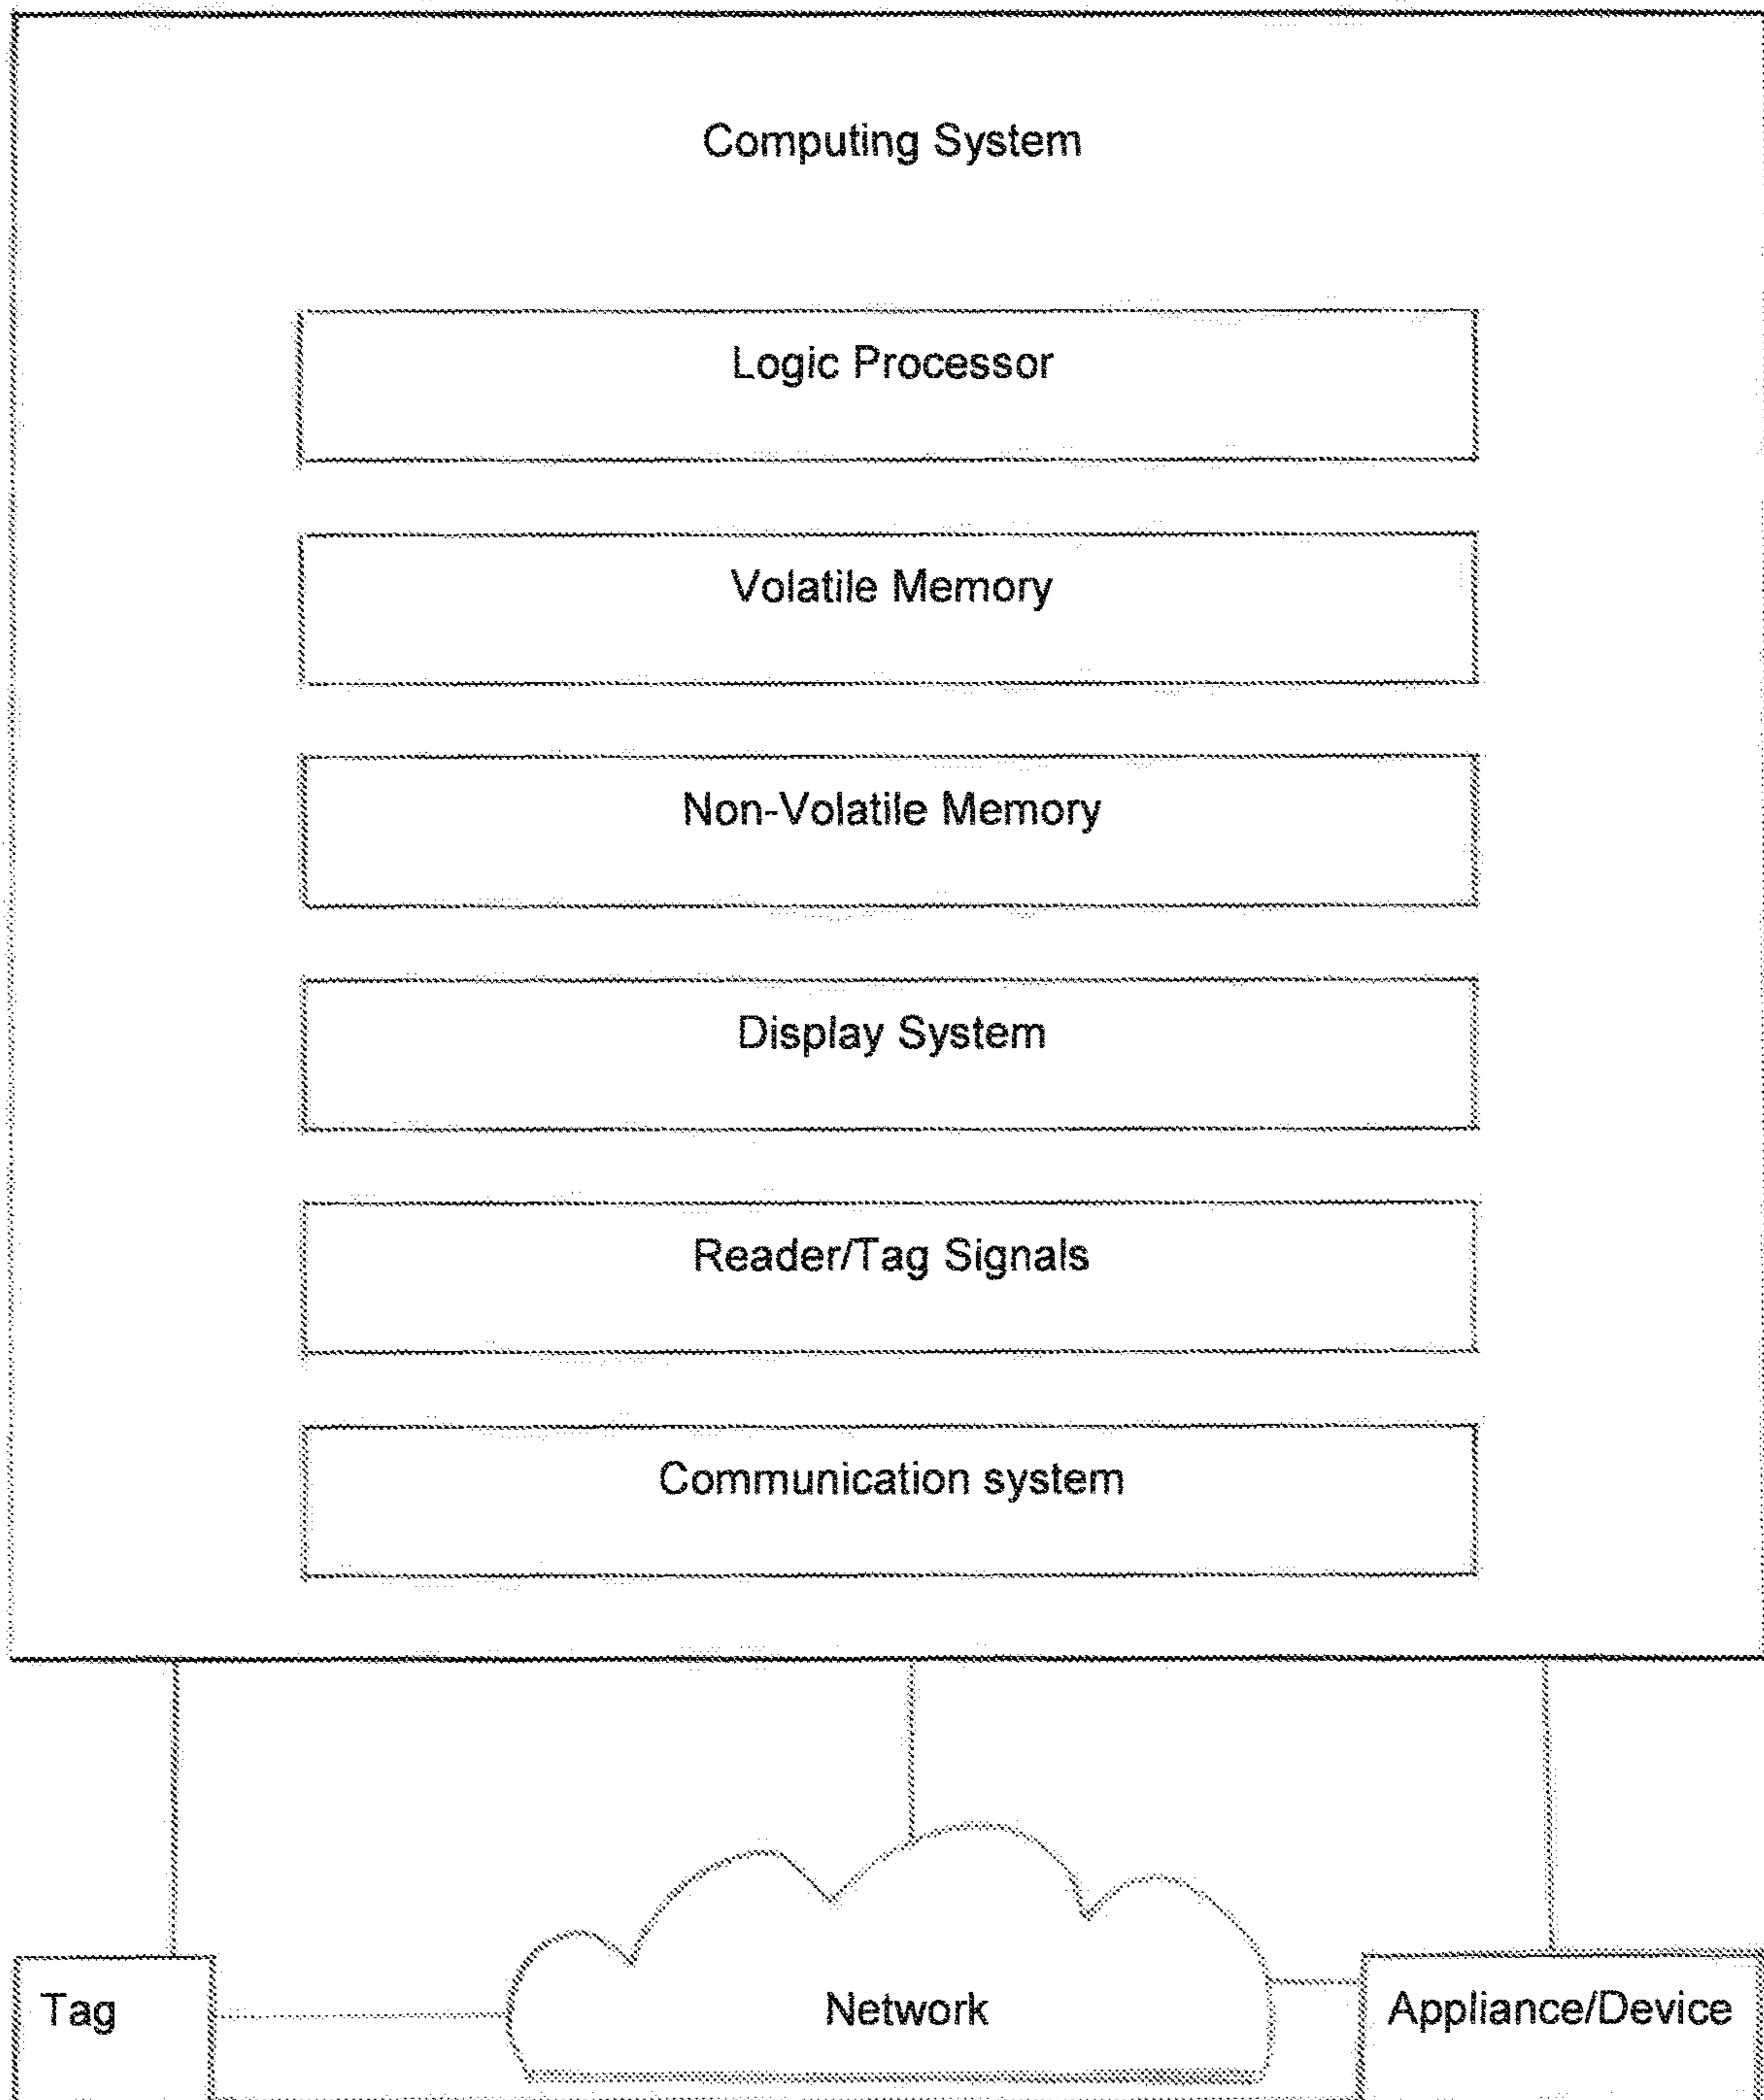 Computing System
Logic Processor
Volatile Memory
Non-Volatile Memory
Display System
Reader/Tag Signals
Communication system
Tag
Network
Appliance/Device